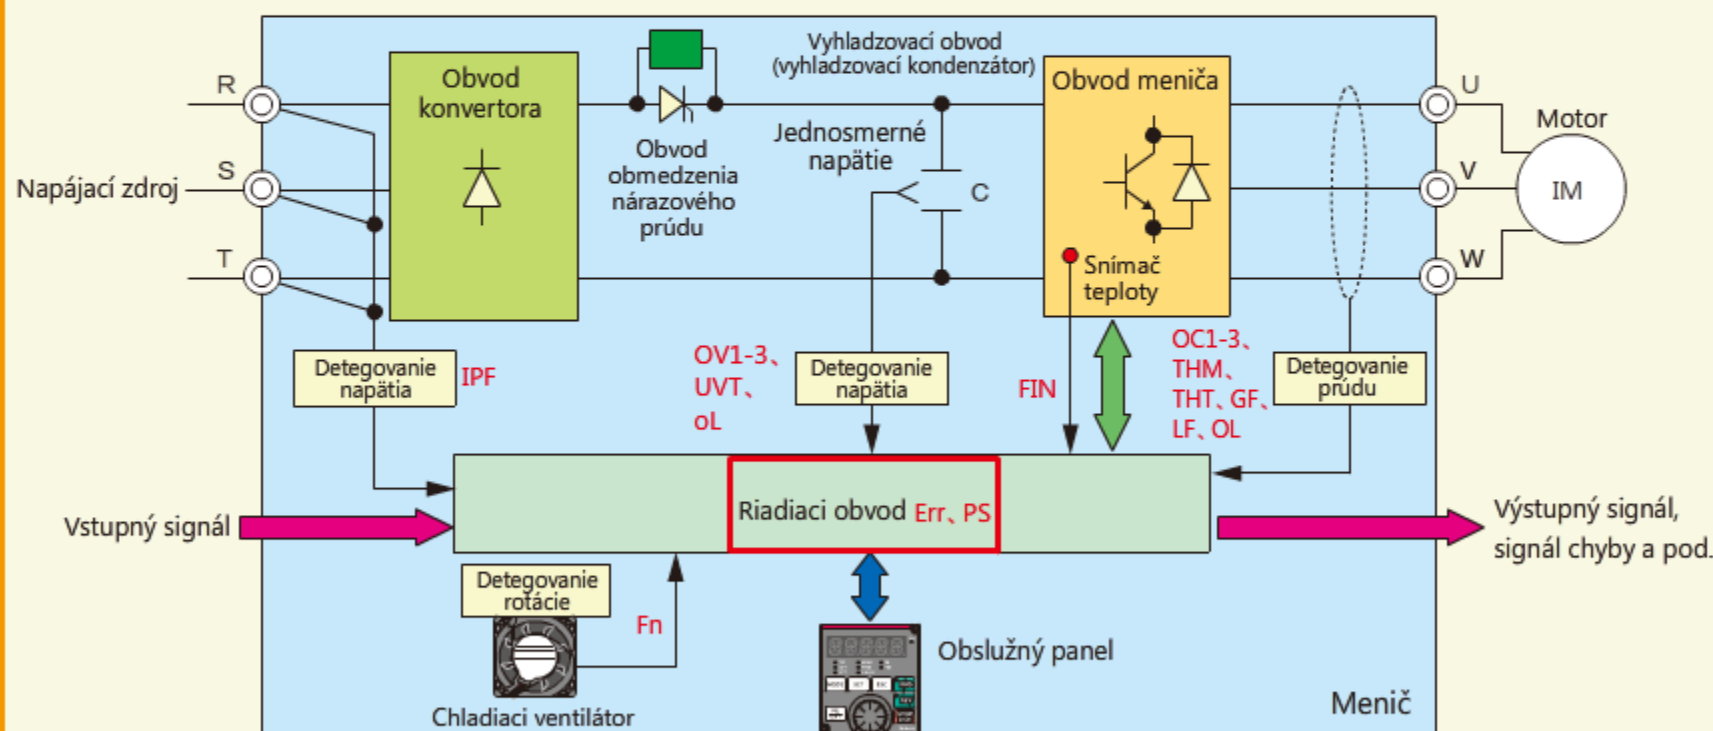 Vyhladzovací obvod
(vyhladzovací kondenzátor)
Obvod
konvertora
Obvod meniča
R
U
Motor
Jednosmerné
napätie
Obvod
obmedzenia
nárazového
prúdu
Napájací zdroj
S
C
V
IM
T
W
Snímač
teploty
Detegovanie
napätia
IPF
OV1-3、
UVT、
oL
Detegovanie
napätia
FIN
OC1-3、
THM、
THT、GF、
LF、OL
Detegovanie
prúdu
Vstupný signál
Riadiaci obvod Err、PS
Výstupný signál,
signál chyby a pod.
Detegovanie
rotácie
Fn
Chladiaci ventilátor
Obslužný panel
Menič